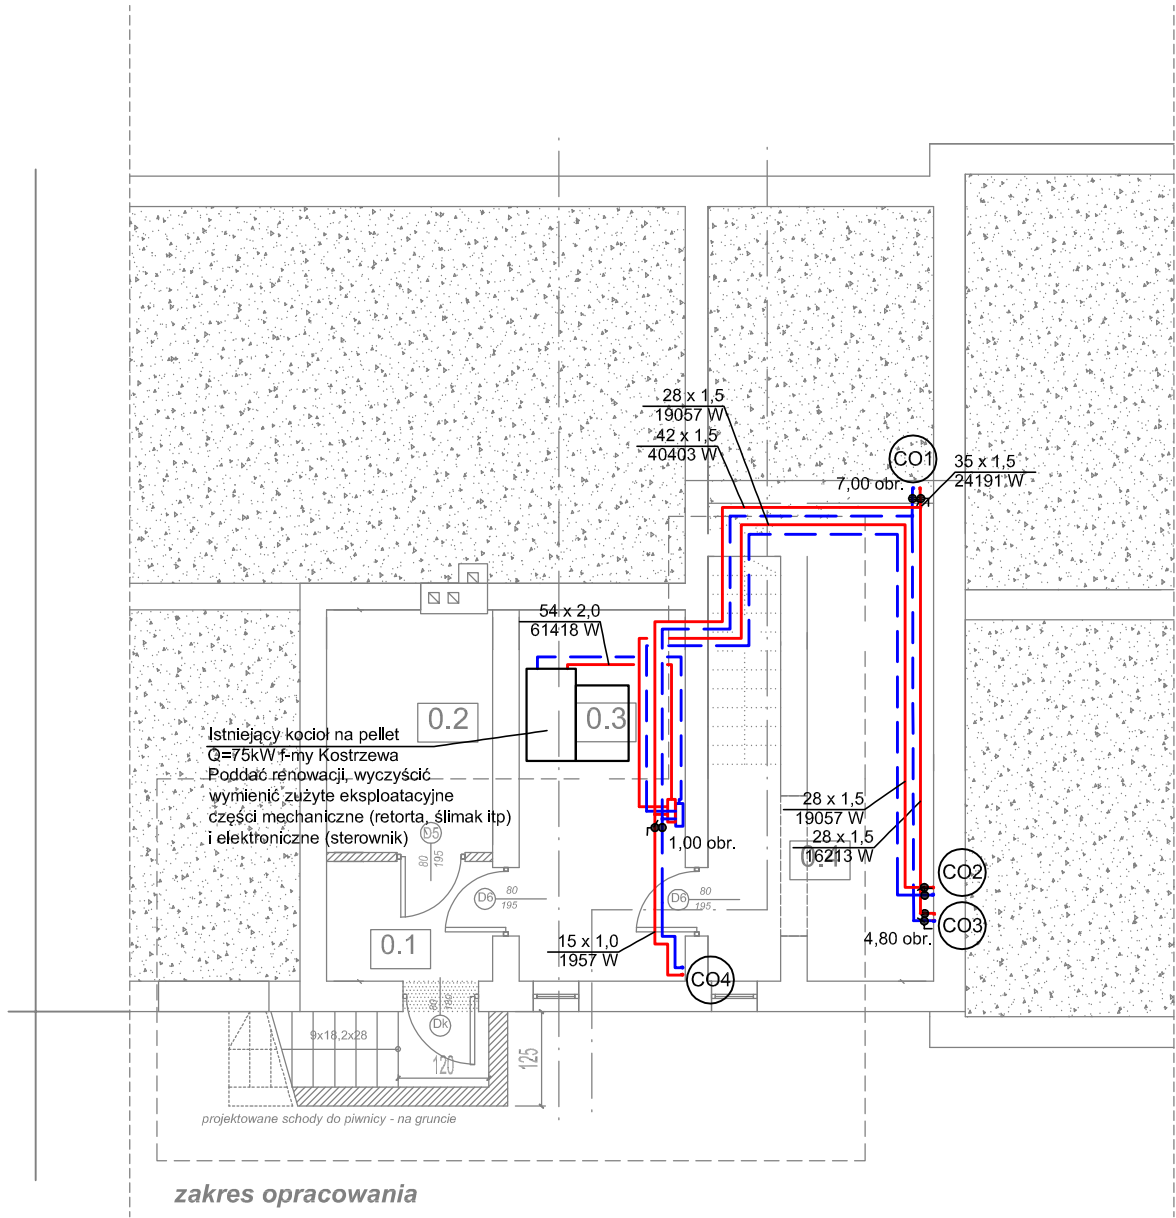 28 x 1,5
19057 W
42 x 1,5
40403 W
CO1
7,00 obr.
35 x 1,5
24191 W
54 x 2,0
61418 W
0.2
0.3
Istniejący kocioł na pellet
Q=75kW f-my Kostrzewa
Poddać renowacji, wyczyścić
wymienić zużyte eksploatacyjne
części mechaniczne (retorta, ślimak itp)
i elektroniczne (sterownik)
28 x 1,5
19057 W
28 x 1,5
16213 W
1,00 obr.
D5
80
195
D6
80
195
D6
80
195
CO2
CO3
4,80 obr.
0.1
15 x 1,0
1957 W
CO4
Dk
9x18,2x28
120
125
projektowane schody do piwnicy - na gruncie
zakres opracowania